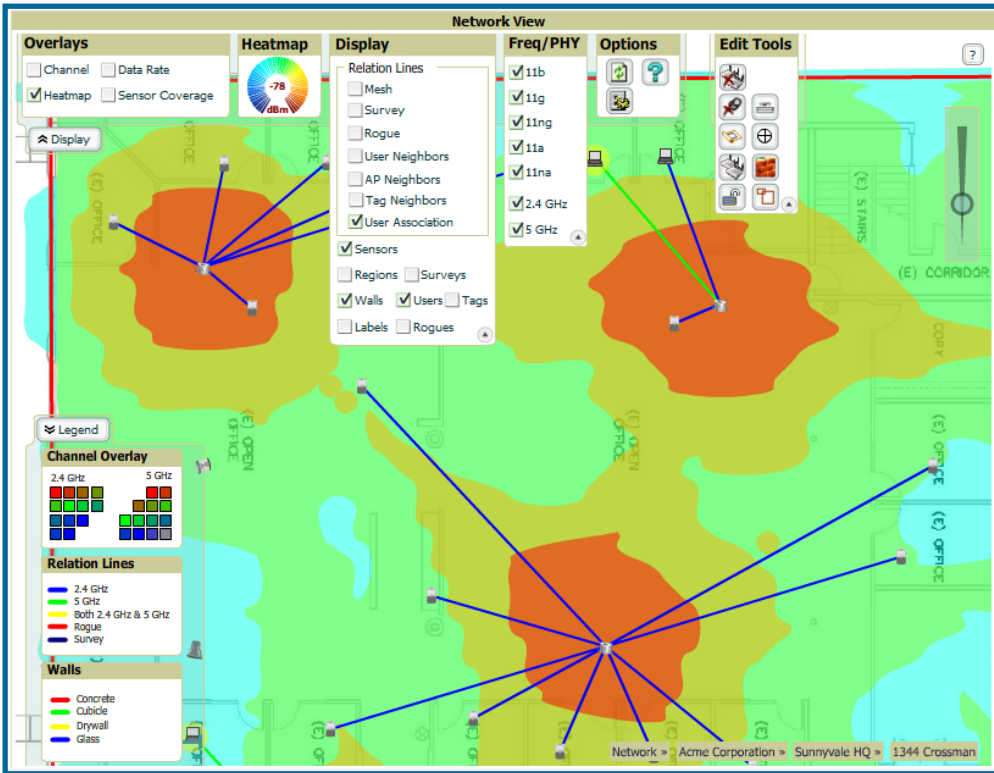 Network View
Overlays
Channel Data Rate
Heatmap Sensor Coverage
Display
Heatmap
-78
dBm
Display
Relation Lines
Mesh
Survey
Rogue
User Neighbors
AP Neighbors
Tag Neighbors
User Association
Sensors
Regions Surveys
Walls Users Tags
Labels Rogues
Freq/PHY
11b
11g
11ng
11a
11na
2.4 GHz
5 GHz
Options
?
Edit Tools
?
(E) OFFICE
(E) OFFICE
(E) STAIRS
(E) CORRIDOR
COPY
(E) OPEN
OFFICE
(E) OPEN
OFFICE
(E) OFFICE
(E) OFFICE
Legend
Channel Overlay
2.4 GHz 5 GHz
Relation Lines
2.4 GHz
5 GHz
Both 2.4 GHz & 5 GHz
Rogue
Survey
Walls
Concrete
Cubicle
Drywall
Glass
Network » Acme Corporation » Sunnyvale HQ » 1344 Crossman